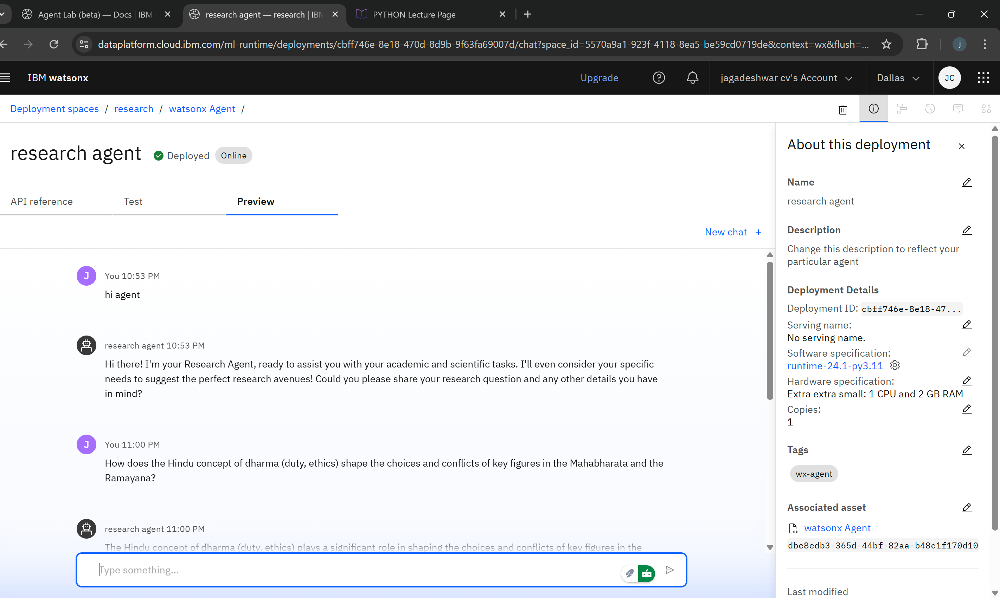 Agent Lab (beta) — Docs | IBM
research agent — research | IBM
PYTHON Lecture Page
dataplatform.cloud.ibm.com/ml-runtime/deployments/cbff746e-8e18-470d-8d9b-9f63fa69007d/chat?space_id=5570a9a1-923f-4118-8ea5-be59cd0719de&context=wx&flush=...
j
IBM watsonx
Upgrade
jagadeshwar cv's Account
Dallas
JC
Deployment spaces / research / watsonx Agent /
research agent
Deployed
Online
API reference
Test
Preview
New chat +
J
You 10:53 PM
hi agent
research agent 10:53 PM
Hi there! I'm your Research Agent, ready to assist you with your academic and scientific tasks. I'll even consider your specific
needs to suggest the perfect research avenues! Could you please share your research question and any other details you have
in mind?
J
You 11:00 PM
How does the Hindu concept of dharma (duty, ethics) shape the choices and conflicts of key figures in the Mahabharata and the
Ramayana?
research agent 11:00 PM
The Hindu concept of dharma (duty, ethics) plays a significant role in shaping the choices and conflicts of key figures in the
Type something...
About this deployment
Name
research agent
Description
Change this description to reflect your
particular agent
Deployment Details
Deployment ID: cbff746e-8e18-47...
Serving name:
No serving name.
Software specification:
runtime-24.1-py3.11
Hardware specification:
Extra extra small: 1 CPU and 2 GB RAM
Copies:
1
Tags
wx-agent
Associated asset
watsonx Agent
dbe8edb3-365d-44bf-82aa-b48c1f170d10
Last modified